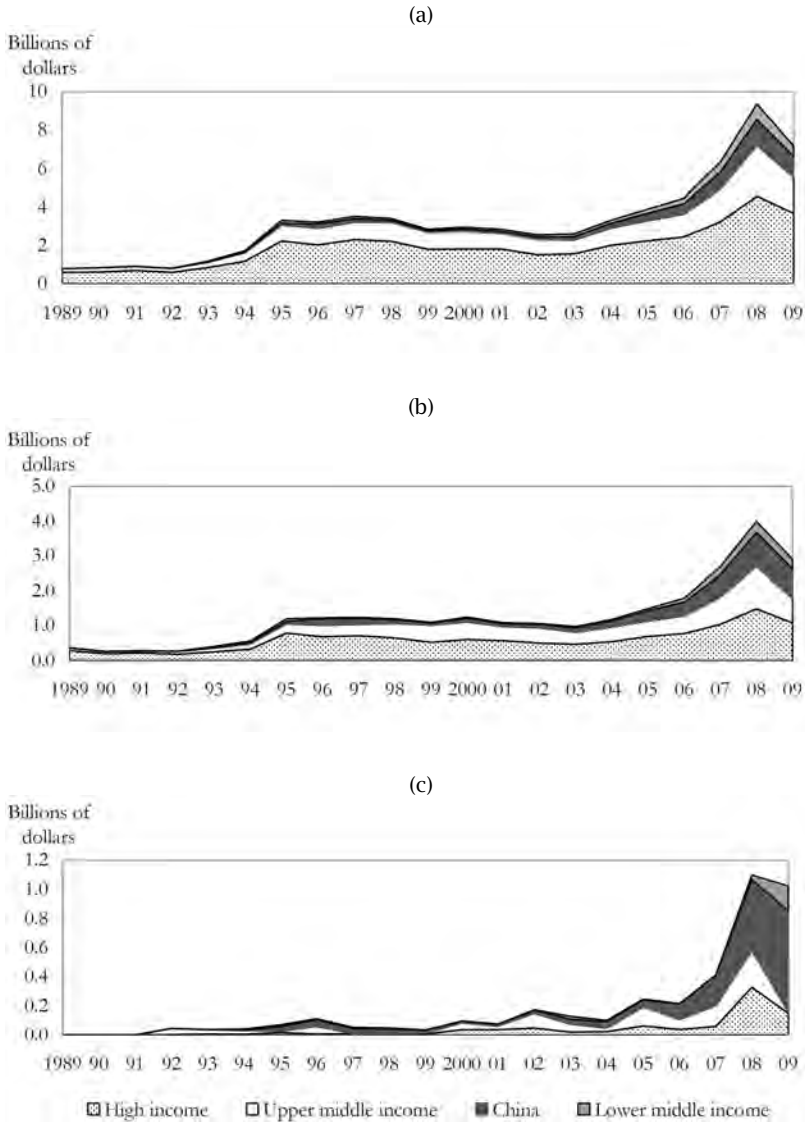 (a)
Billions of
dollars
10
8
6
4
2
0
1989 90 91 92 93 94 95 96 97 98 99 2000 01 02 03 04 05 06 07 08 09
(b)
Billions of
dollars
5.0
4.0
3.0
2.0
1.0
0.0
1989 90 91 92 93 94 95 96 97 98 99 2000 01 02 03 04 05 06 07 08 09
(c)
Billions of
dollars
1.2
1.0
0.8
0.6
0.4
0.2
0.0
1989 90 91 92 93 94 95 96 97 98 99 2000 01 02 03 04 05 06 07 08 09
High income Upper middle income China Lower middle income